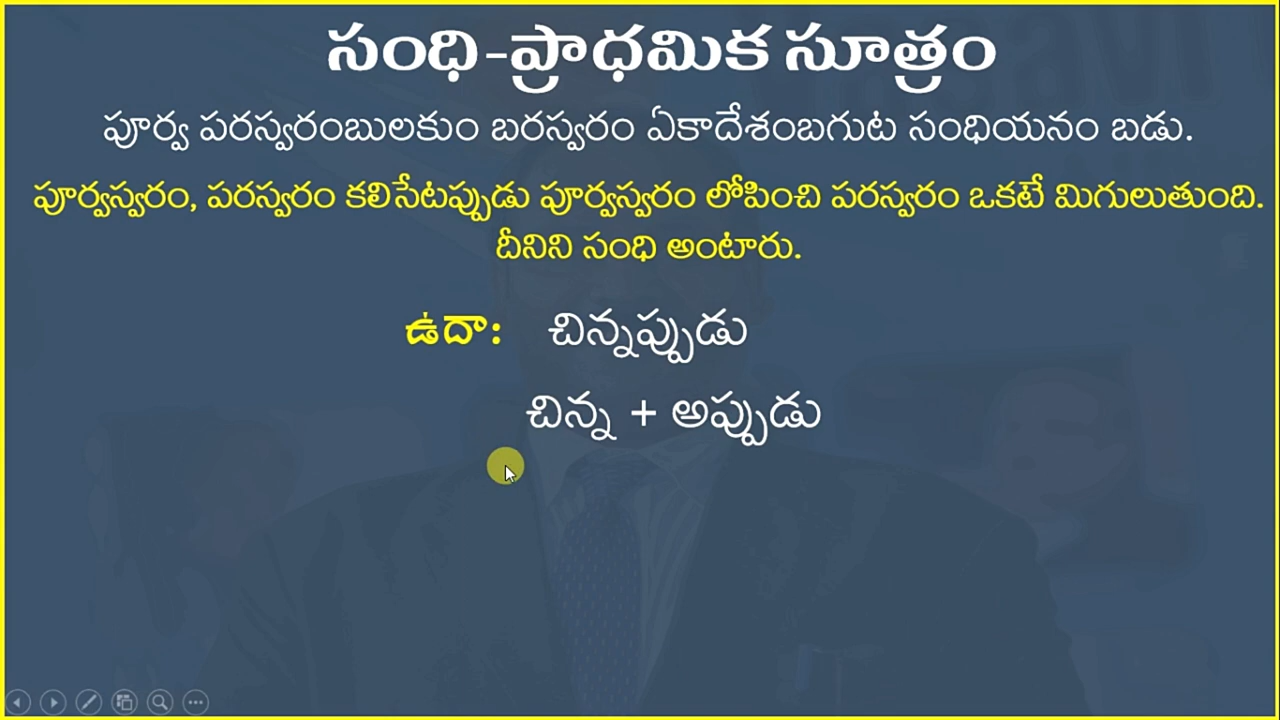 సంధి-ప్రాధమిక సూత్రం
పూర్వ పరస్వరంబులకుం బరస్వరం ఏకాదేశంబగుట సంధియనం బడు.
పూర్వస్వరం, పరస్వరం కలిసేటప్పుడు పూర్వస్వరం లోపించి పరస్వరం ఒకటే మిగులుతుంది.
దీనిని సంధి అంటారు.
ఉదా: చిన్నప్పుడు
చిన్న + అప్పుడు